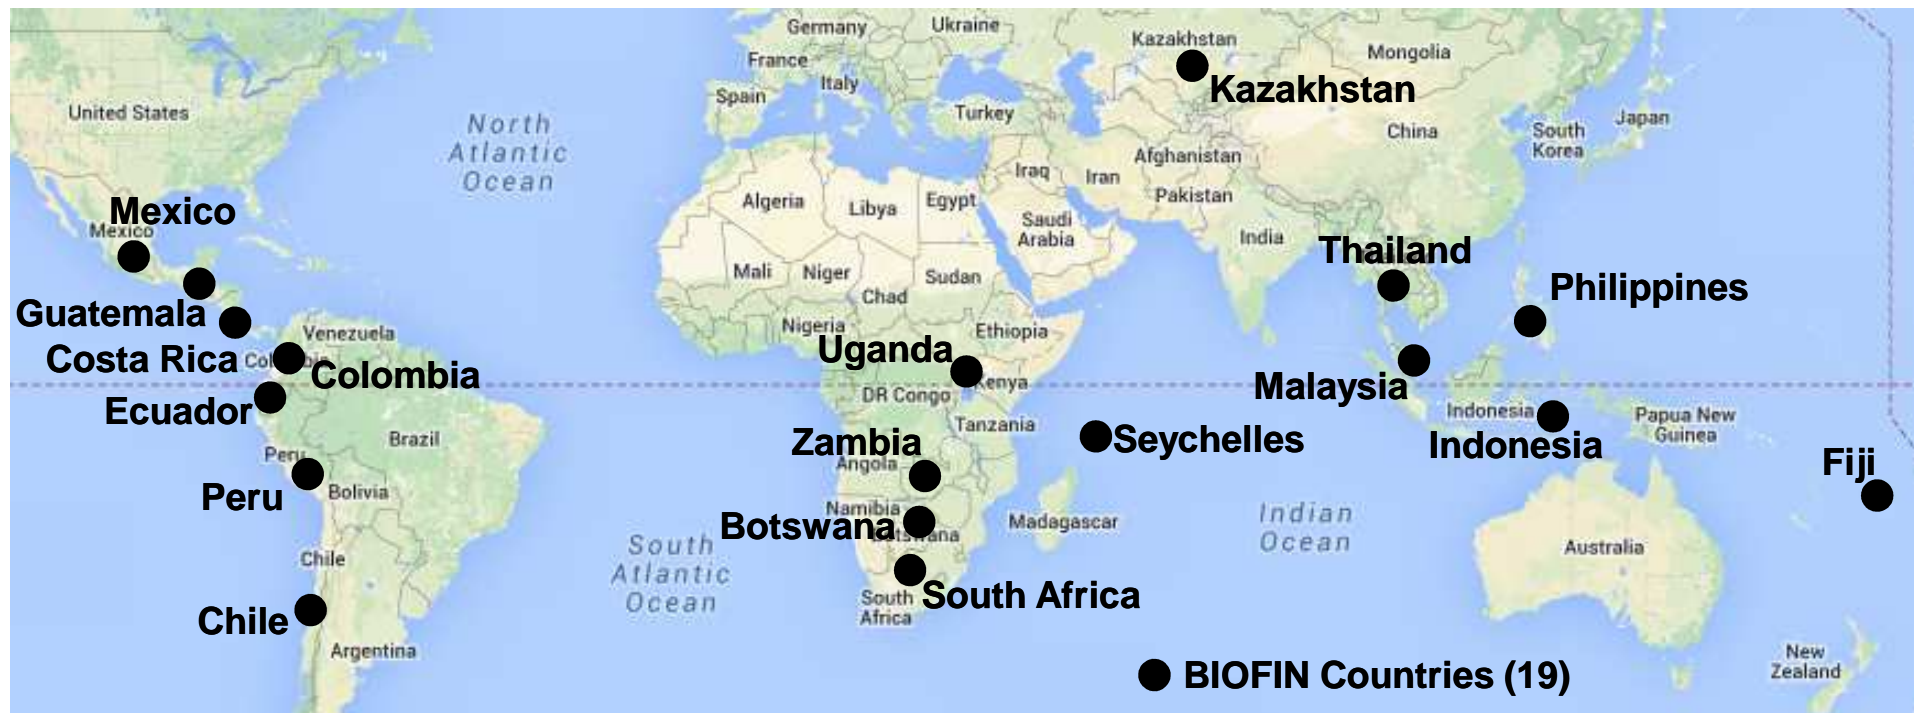 Germany
Ukraine
Kazakhstan
Mongolia
France
Kazakhstan
Italy
Spain
United States
Turkey
North
Atlantic
Ocean
China
South
Korea
Japan
Afghanistan
Iraq
Iran
Pakistan
Algeria
Libya
Egypt
Saudi
Arabia
India
Mexico
Mexico
Thailand
Mali
Niger
Sudan
Chad
Philippines
Guatemala
Venezuela
Nigeria
Ethiopia
Costa Rica
Colombia
Uganda
Kenya
Malaysia
Ecuador
DR Congo
Indonesia
Papua New
Guinea
Brazil
Tanzania
Zambia
Seychelles
Indonesia
Peru
Angola
Fiji
Peru
Bolivia
Namibia
Botswana
Botswana
Madagascar
Indian
Ocean
South
Atlantic
Ocean
Australia
Chile
South
Africa
South Africa
Chile
Argentina
BIOFIN Countries (19)
New
Zealand